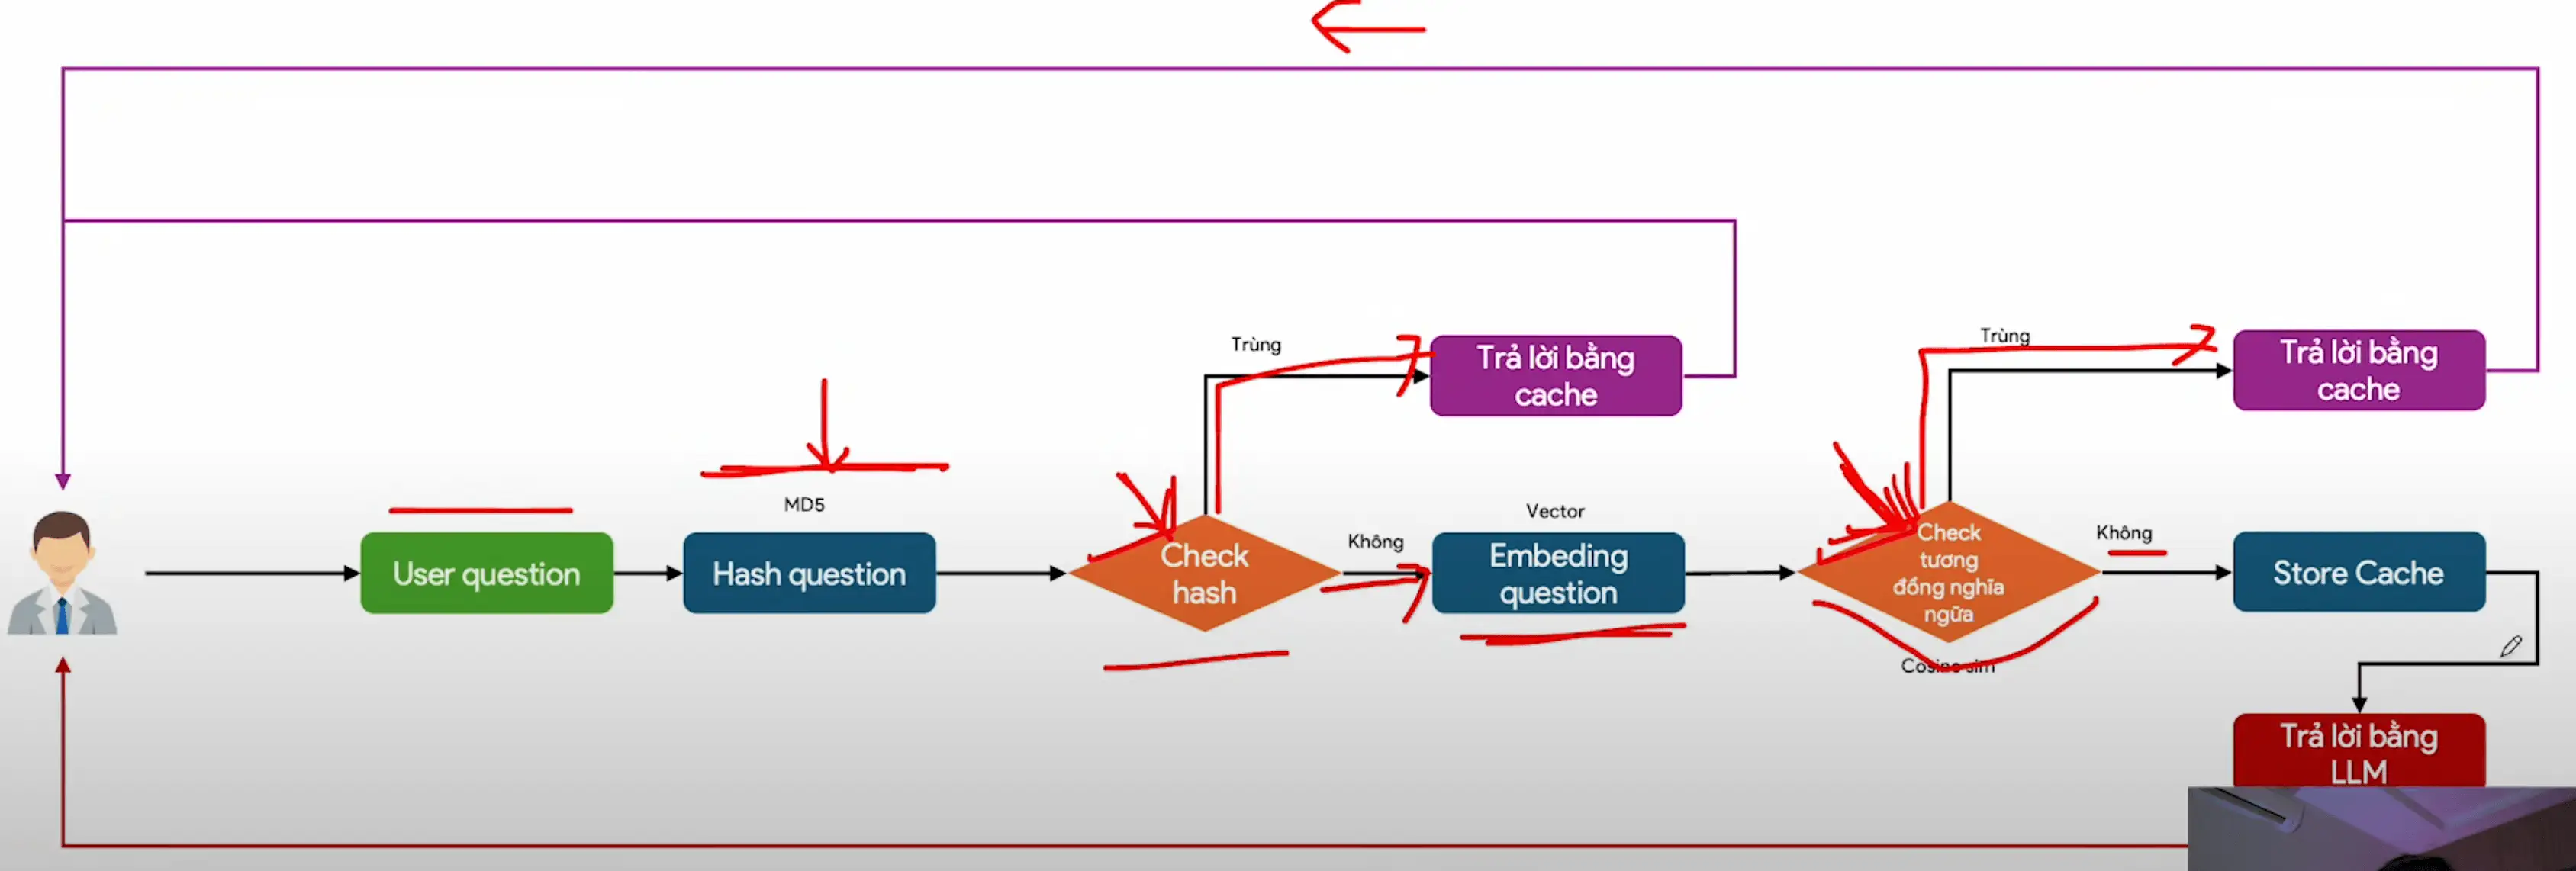 Trùng
Trả lời bằng
cache
Trùng
Trả lời bằng
cache
MD5
User question
Hash question
Check
hash
Không
Vector
Embeding
question
Check
tương
đồng nghĩa
ngữa
Cosine sim
Không
Store Cache
Trả lời bằng
LLM